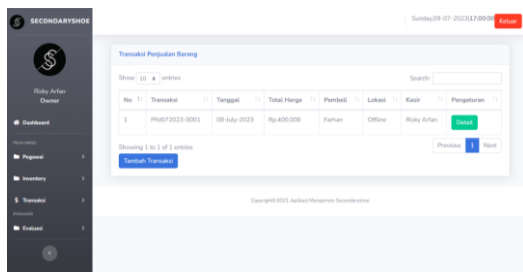 SECONDARYSHOE
Sunday,09-07-2023|17:00:00 Keluar
Rizky Arfan
Owner
Dashboard
Pegawai
Inventory
$ Transaksi
Evaluasi
Transaksi Penjualan Barang
Show 10 entries
Search:
No Transaksi Tanggal Total Harga Pembeli Lokasi Kasir Pengaturan
1 PNJ072023-0001 08-July-2023 Rp.400,000 Farhan Offline Rizky Arfan Detail
Showing 1 to 1 of 1 entries
Previous 1 Next
Tambah Transaksi
Copyright©2023. Aplikasi Manajemen Secondaryshoe